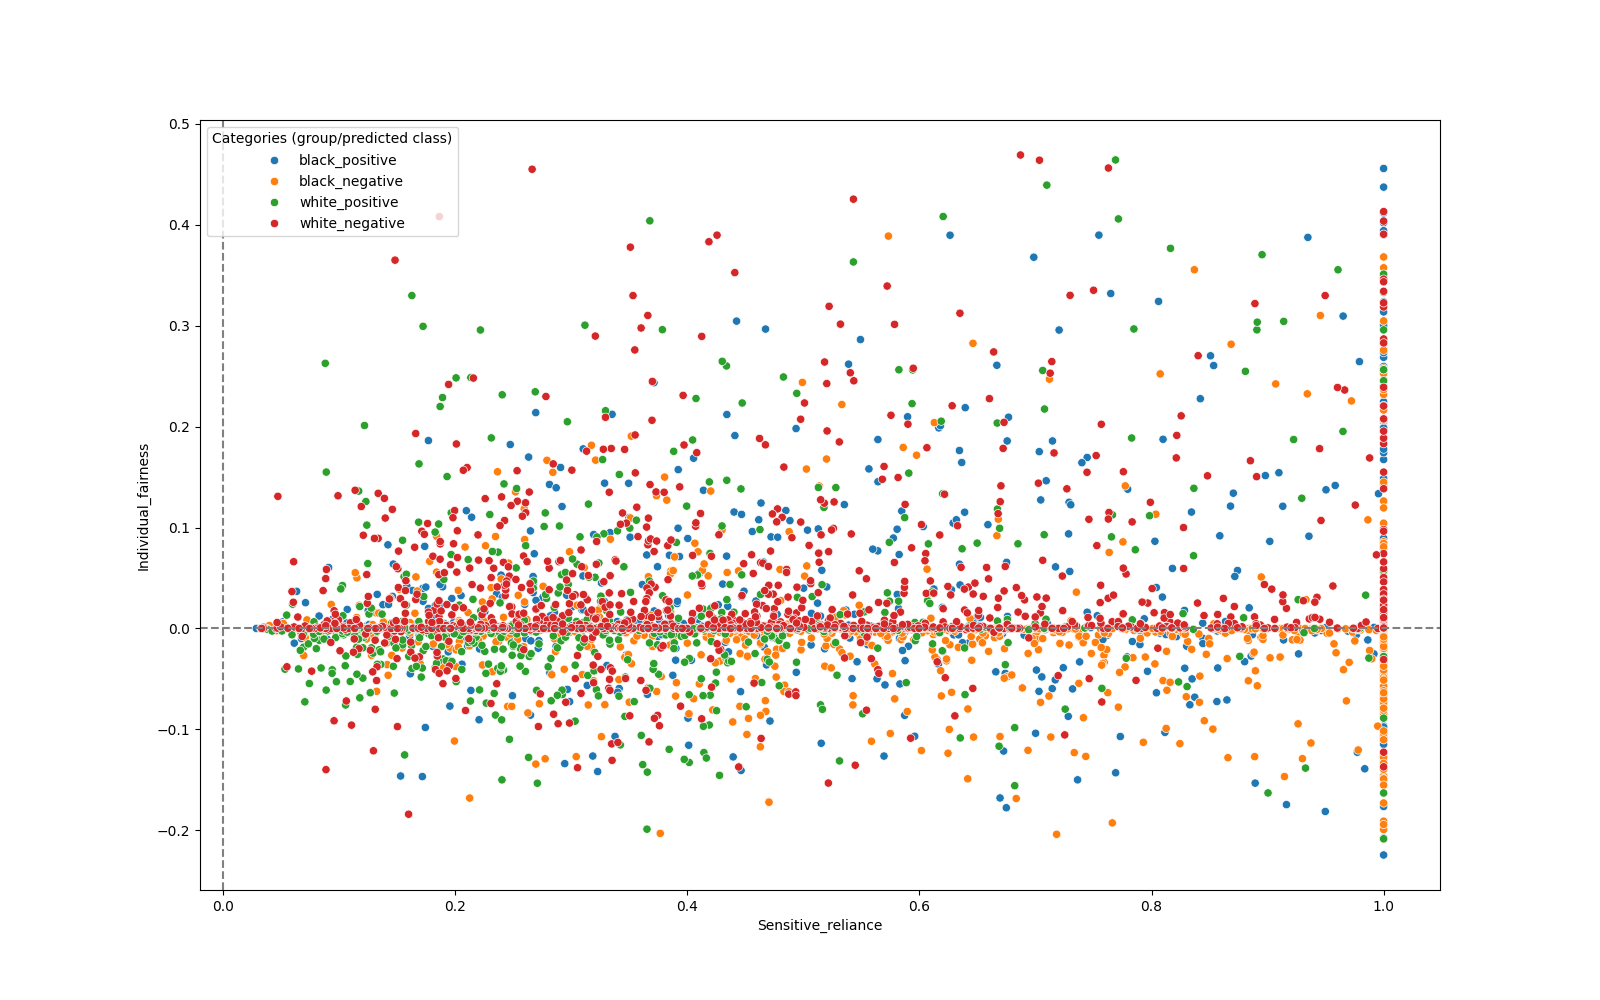 Categories (group/predicted class)
black_positive
black_negative
white_positive
white_negative
0.5
0.4
0.3
0.2
0.1
0.0
−0.1
−0.2
Individual_fairness
0.0 0.2 0.4 0.6 0.8 1.0
Sensitive_reliance